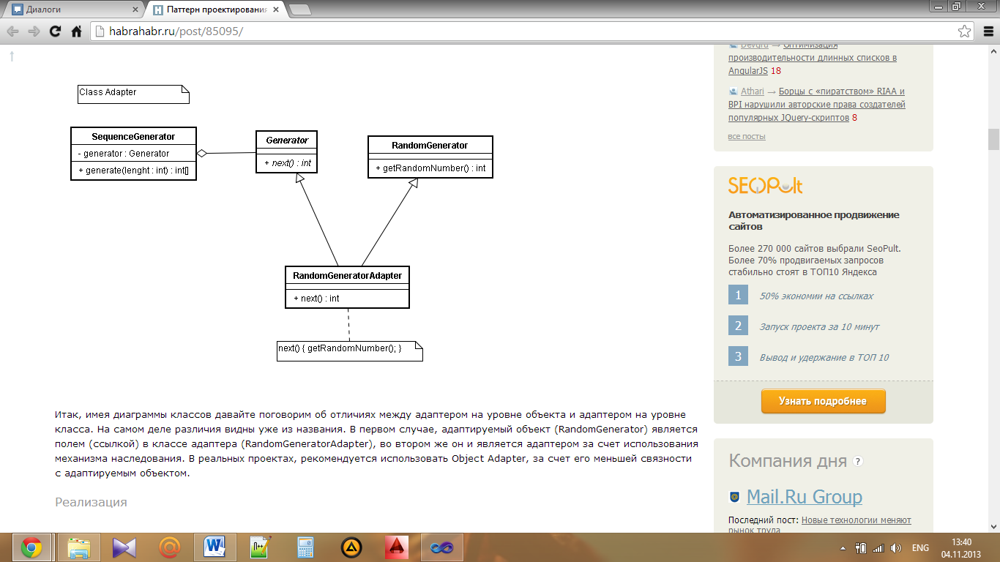 Диалоги
Паттерн проектирования
habrahabr.ru/post/85095/
Class Adapter
SequenceGenerator
- generator : Generator
+ generate(lenght : int) : int[]
Generator
+ next() : int
RandomGenerator
+ getRandomNumber() : int
RandomGeneratorAdapter
+ next() : int
next() { getRandomNumber(); }
Итак, имея диаграммы классов давайте поговорим об отличиях между адаптером на уровне объекта и адаптером на уровне
класса. На самом деле различия видны уже из названия. В первом случае, адаптируемый объект (RandomGenerator) является
полем (ссылкой) в классе адаптера (RandomGeneratorAdapter), во втором же он и является адаптером за счет использования
механизма наследования. В реальных проектах, рекомендуется использовать Object Adapter, за счет его меньшей связности
с адаптируемым объектом.
Реализация
Devgru → Оптимизация
производительности длинных списков в
AngularJS 18
Athari → Борцы с «пиратством» RIAA и
BPI нарушили авторские права создателей
популярных JQuery-скриптов 8
все посты
SEOPult
Автоматизированное продвижение
сайтов
Более 270 000 сайтов выбрали SeoPult.
Более 70% продвигаемых запросов
стабильно стоят в ТОП10 Яндекса
1 50% экономии на ссылках
2 Запуск проекта за 10 минут
3 Вывод и удержание в ТОП 10
Узнать подробнее
Компания дня ?
Mail.Ru Group
Последний пост: Новые технологии меняют
рынок труда
ENG
13:40
04.11.2013